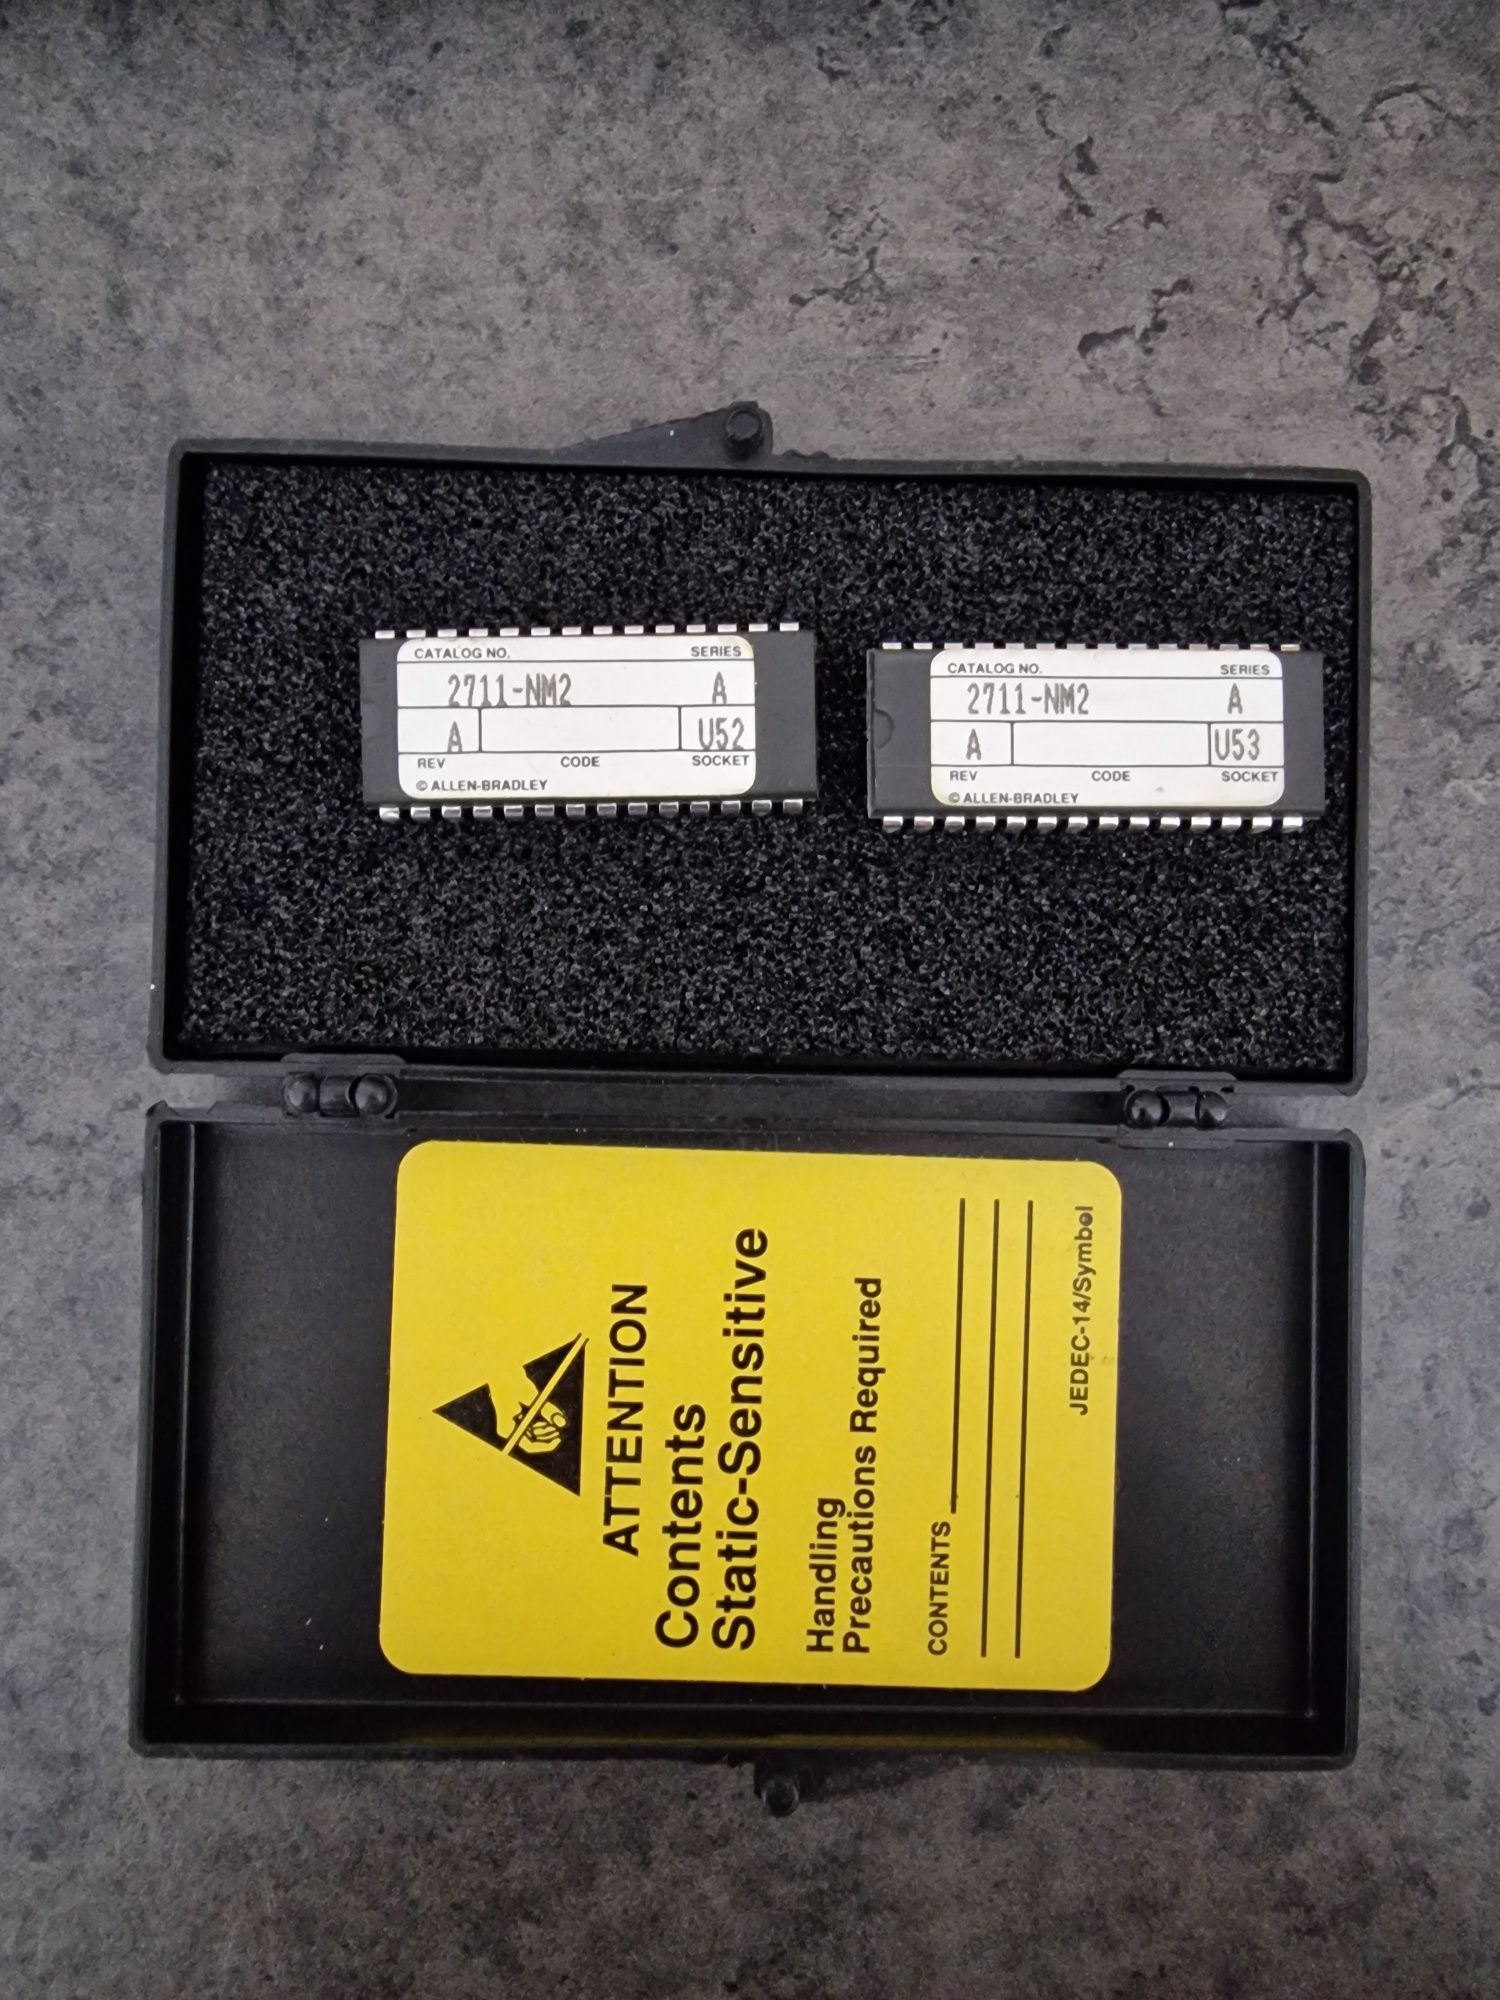 CATALOG NO. SERIES
2711-NM2 A
A U52
REV CODE SOCKET
© ALLEN-BRADLEY
CATALOG NO. SERIES
2711-NM2 A
A U53
REV CODE SOCKET
© ALLEN-BRADLEY
ATTENTION
Contents
Static-Sensitive
Handling
Precautions Required
CONTENTS
JEDEC-14/Symbol